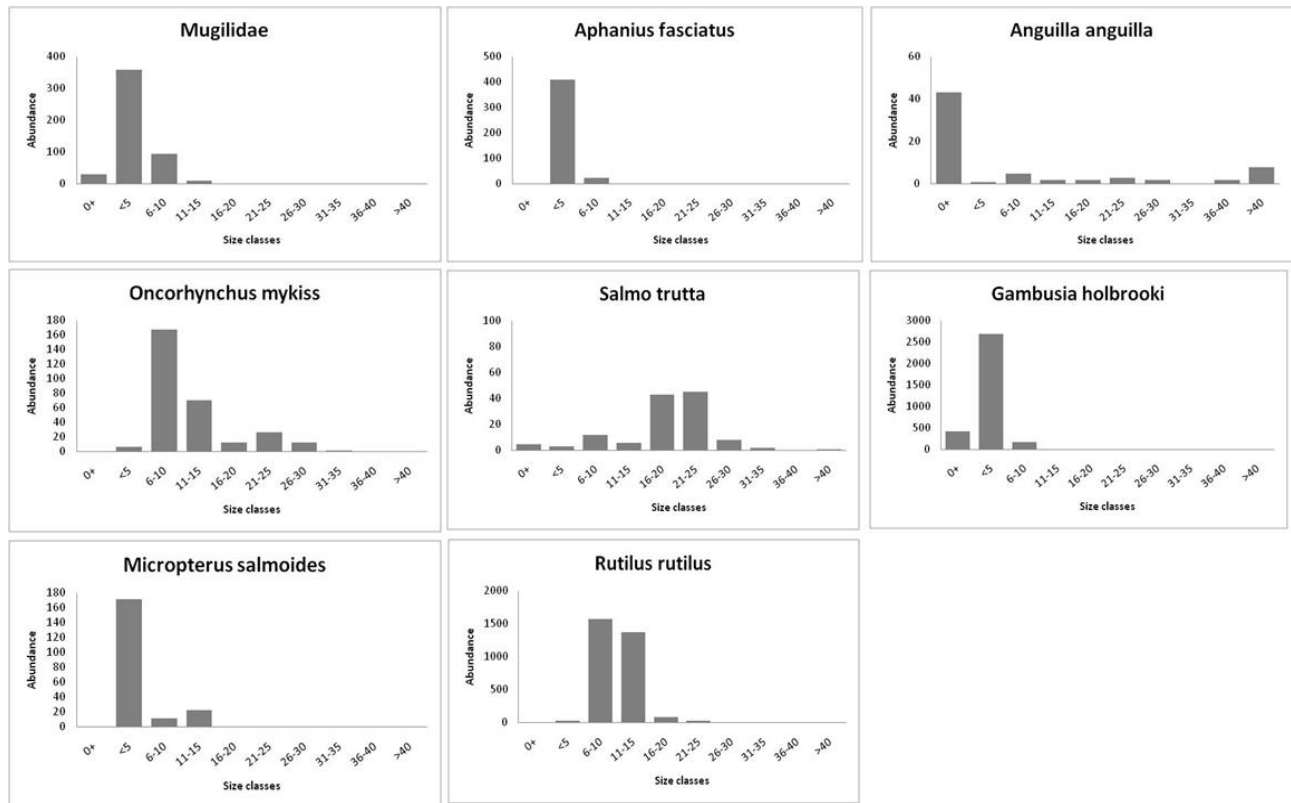 Mugilidae
400
300
200
100
0
Abundance
0+ <5 6-10 11-15 16-20 21-25 26-30 31-35 36-40 >40
Size classes
Aphanius fasciatus
500
400
300
200
100
0
Abundance
0+ <5 6-10 11-15 16-20 21-25 26-30 31-35 36-40 >40
Size classes
Anguilla anguilla
60
40
20
0
Abundance
0+ <5 6-10 11-15 16-20 21-25 26-30 31-35 36-40 >40
Size classes
Oncorhynchus mykiss
180
160
140
120
100
80
60
40
20
0
Abundance
0+ <5 6-10 11-15 16-20 21-25 26-30 31-35 36-40 >40
Size classes
Salmo trutta
100
80
60
40
20
0
Abundance
0+ <5 6-10 11-15 16-20 21-25 26-30 31-35 36-40 >40
Size classes
Gambusia holbrooki
3000
2500
2000
1500
1000
500
0
Abundance
0+ <5 6-10 11-15 16-20 21-25 26-30 31-35 36-40 >40
Size classes
Micropterus salmoides
180
160
140
120
100
80
60
40
20
0
Abundance
0+ <5 6-10 11-15 16-20 21-25 26-30 31-35 36-40 >40
Size classes
Rutilus rutilus
2000
1500
1000
500
0
Abundance
0+ <5 6-10 11-15 16-20 21-25 26-30 31-35 36-40 >40
Size classes